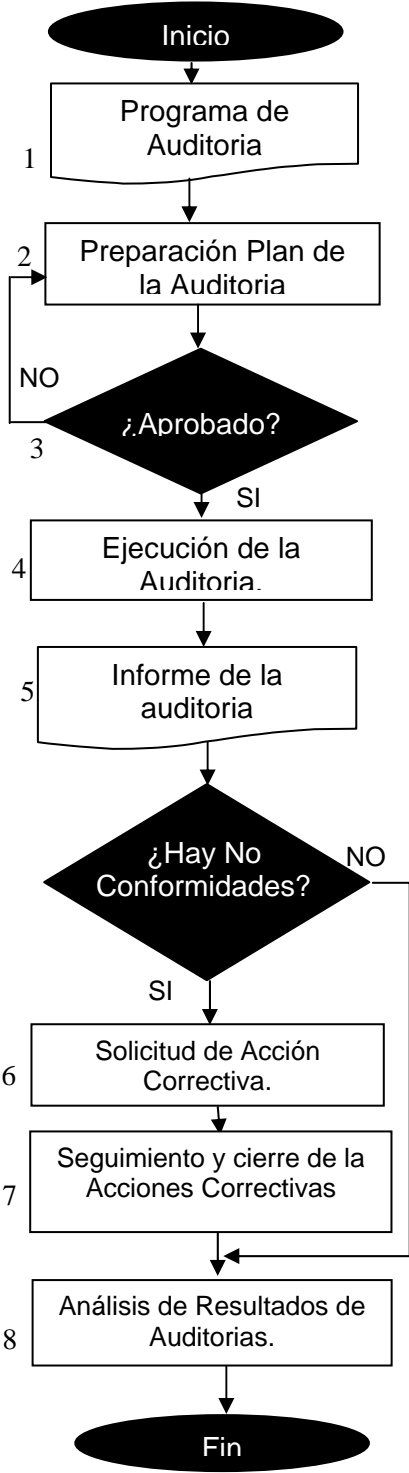 Inicio
Programa de
Auditoria
1
2
Preparación Plan de
la Auditoria
NO
¿Aprobado?
3
SI
Ejecución de la
Auditoria.
4
Informe de la
auditoria
5
¿Hay No
Conformidades?
NO
SI
Solicitud de Acción
Correctiva.
6
Seguimiento y cierre de la
Acciones Correctivas
7
Análisis de Resultados de
Auditorias.
8
Fin